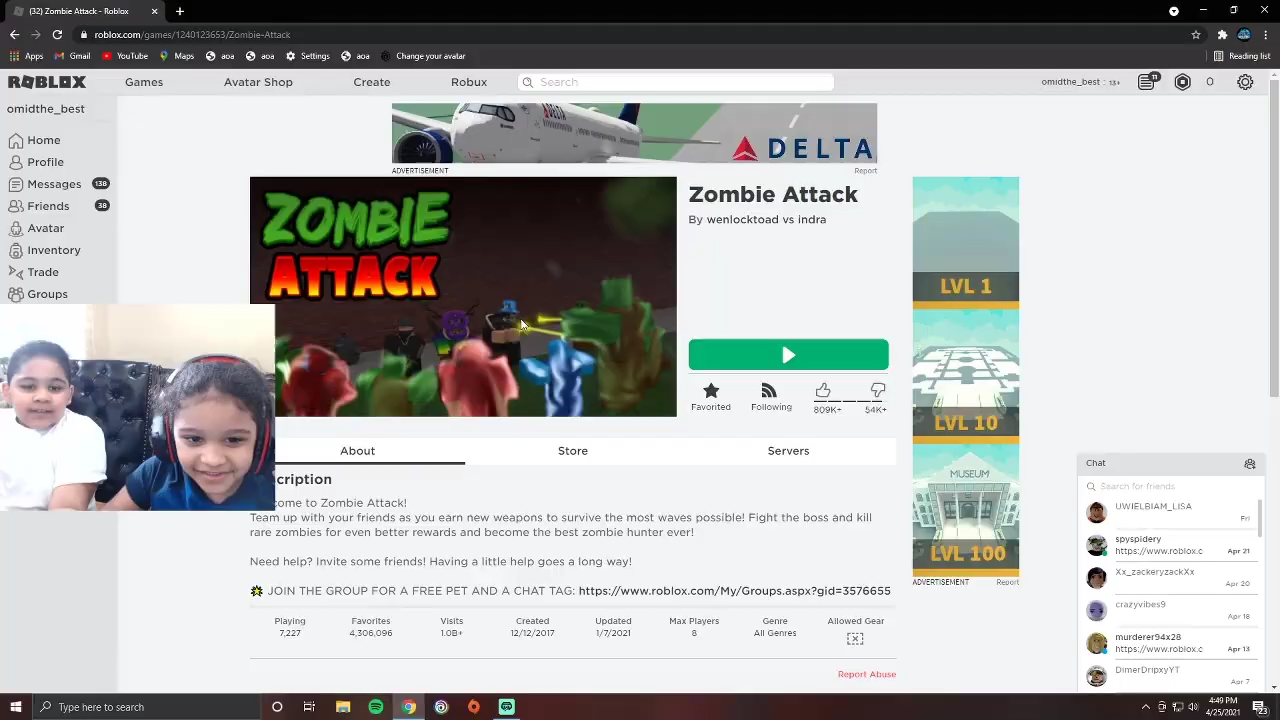 (32) Zombie Attack - Roblox
roblox.com/games/1240123653/Zombie-Attack
Apps
Gmail
YouTube
Maps
aoa
aoa
Settings
aoa
Change your avatar
Reading list
ROBLOX
Games
Avatar Shop
Create
Robux
Search
omidthe_best : 13+
11
0
omidthe_best
Home
Profile
Messages 138
Friends 38
Avatar
Inventory
Trade
Groups
DELTA
ADVERTISEMENT
Report
ZOMBIE
ATTACK
Zombie Attack
By wenlocktoad vs indra
Favorited
Following
809K+
54K+
LVL 1
LVL 10
MUSEUM
LVL 100
ADVERTISEMENT
Report
About
Store
Servers
cription
ome to Zombie Attack!
Team up with your friends as you earn new weapons to survive the most waves possible! Fight the boss and kill
rare zombies for even better rewards and become the best zombie hunter ever!
Need help? Invite some friends! Having a little help goes a long way!
JOIN THE GROUP FOR A FREE PET AND A CHAT TAG: https://www.roblox.com/My/Groups.aspx?gid=3576655
Playing
Favorites
Visits
Created
Updated
Max Players
Genre
Allowed Gear
7,227
4,306,096
1.0B+
12/12/2017
1/7/2021
8
All Genres
Report Abuse
Chat
Search for friends
UWIELBIAM_LISA
Fri
spyspidery
https://www.roblox.c
Apr 21
Xx_zackeryzackXx
Apr 20
crazyvibes9
Apr 18
murderer94x28
https://www.roblox.c
Apr 13
DimerDripxyYT
Apr 7
Type here to search
4:49 PM
4/25/2021
23